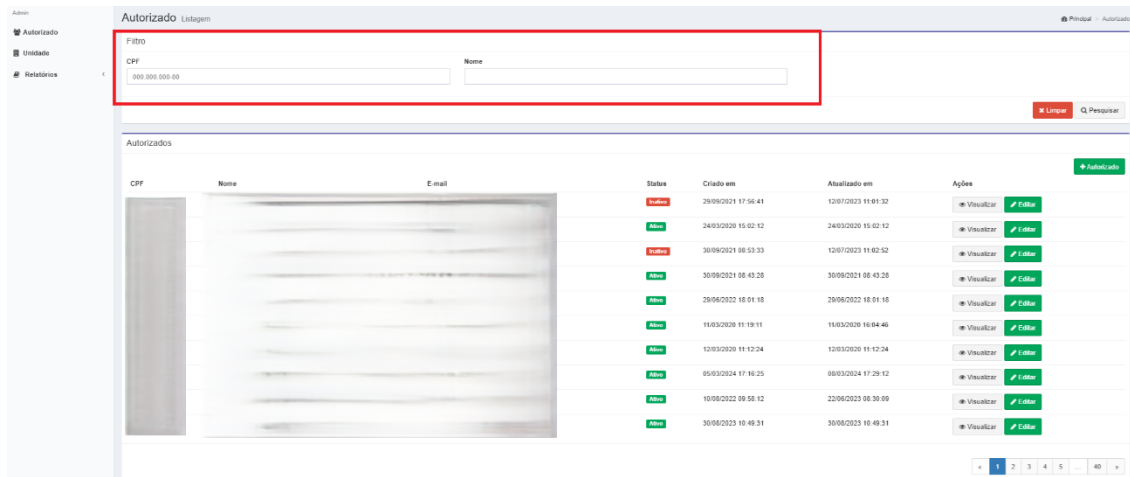 Admin
Autorizado Listagem
Principal > Autorizado
Autorizado
Unidade
Relatórios <
Filtro
CPF Nome
000.000.000-00
Limpar Pesquisar
Autorizados
+ Autorizado
CPF Nome E-mail Status Criado em Atualizado em Ações
Inativo 29/09/2021 17:56:41 12/07/2023 11:01:32 Visualizar Editar
Ativo 24/03/2020 15:02:12 24/03/2020 15:02:12 Visualizar Editar
Inativo 30/09/2021 08:53:33 12/07/2023 11:02:52 Visualizar Editar
Ativo 30/09/2021 08:43:28 30/09/2021 08:43:28 Visualizar Editar
Ativo 29/06/2022 18:01:18 29/06/2022 18:01:18 Visualizar Editar
Ativo 11/03/2020 11:19:11 11/03/2020 16:04:46 Visualizar Editar
Ativo 12/03/2020 11:12:24 12/03/2020 11:12:24 Visualizar Editar
Ativo 05/03/2024 17:16:25 08/03/2024 17:29:12 Visualizar Editar
Ativo 10/08/2022 09:58:12 22/06/2023 08:30:09 Visualizar Editar
Ativo 30/08/2023 10:49:31 30/08/2023 10:49:31 Visualizar Editar
« 1 2 3 4 5 ... 40 »